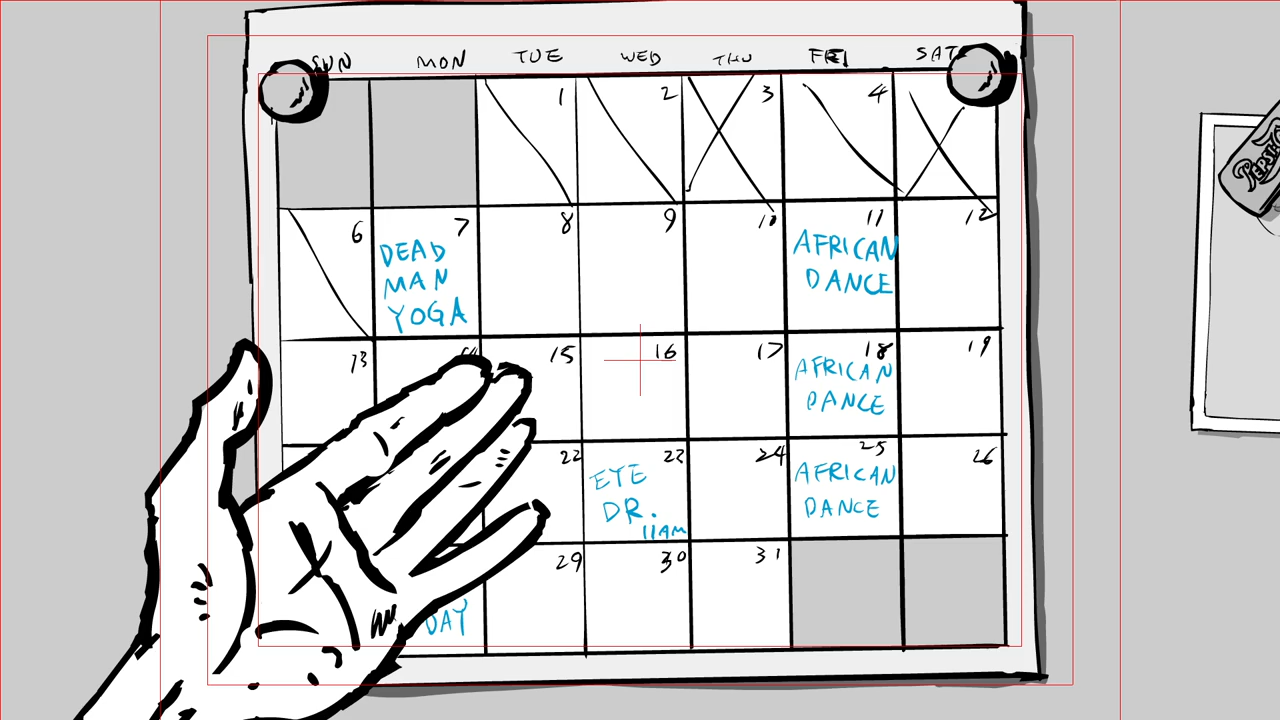 SUN MON TUE WED THU FRI SAT
1 2 3 4
6 7 8 9 10 11 12
DEAD
MAN
YOGA
AFRICAN
DANCE
13 15 16 17 18 19
AFRICAN
DANCE
22 23 24 25 26
EYE
DR.
11AM
AFRICAN
DANCE
29 30 31
DAY